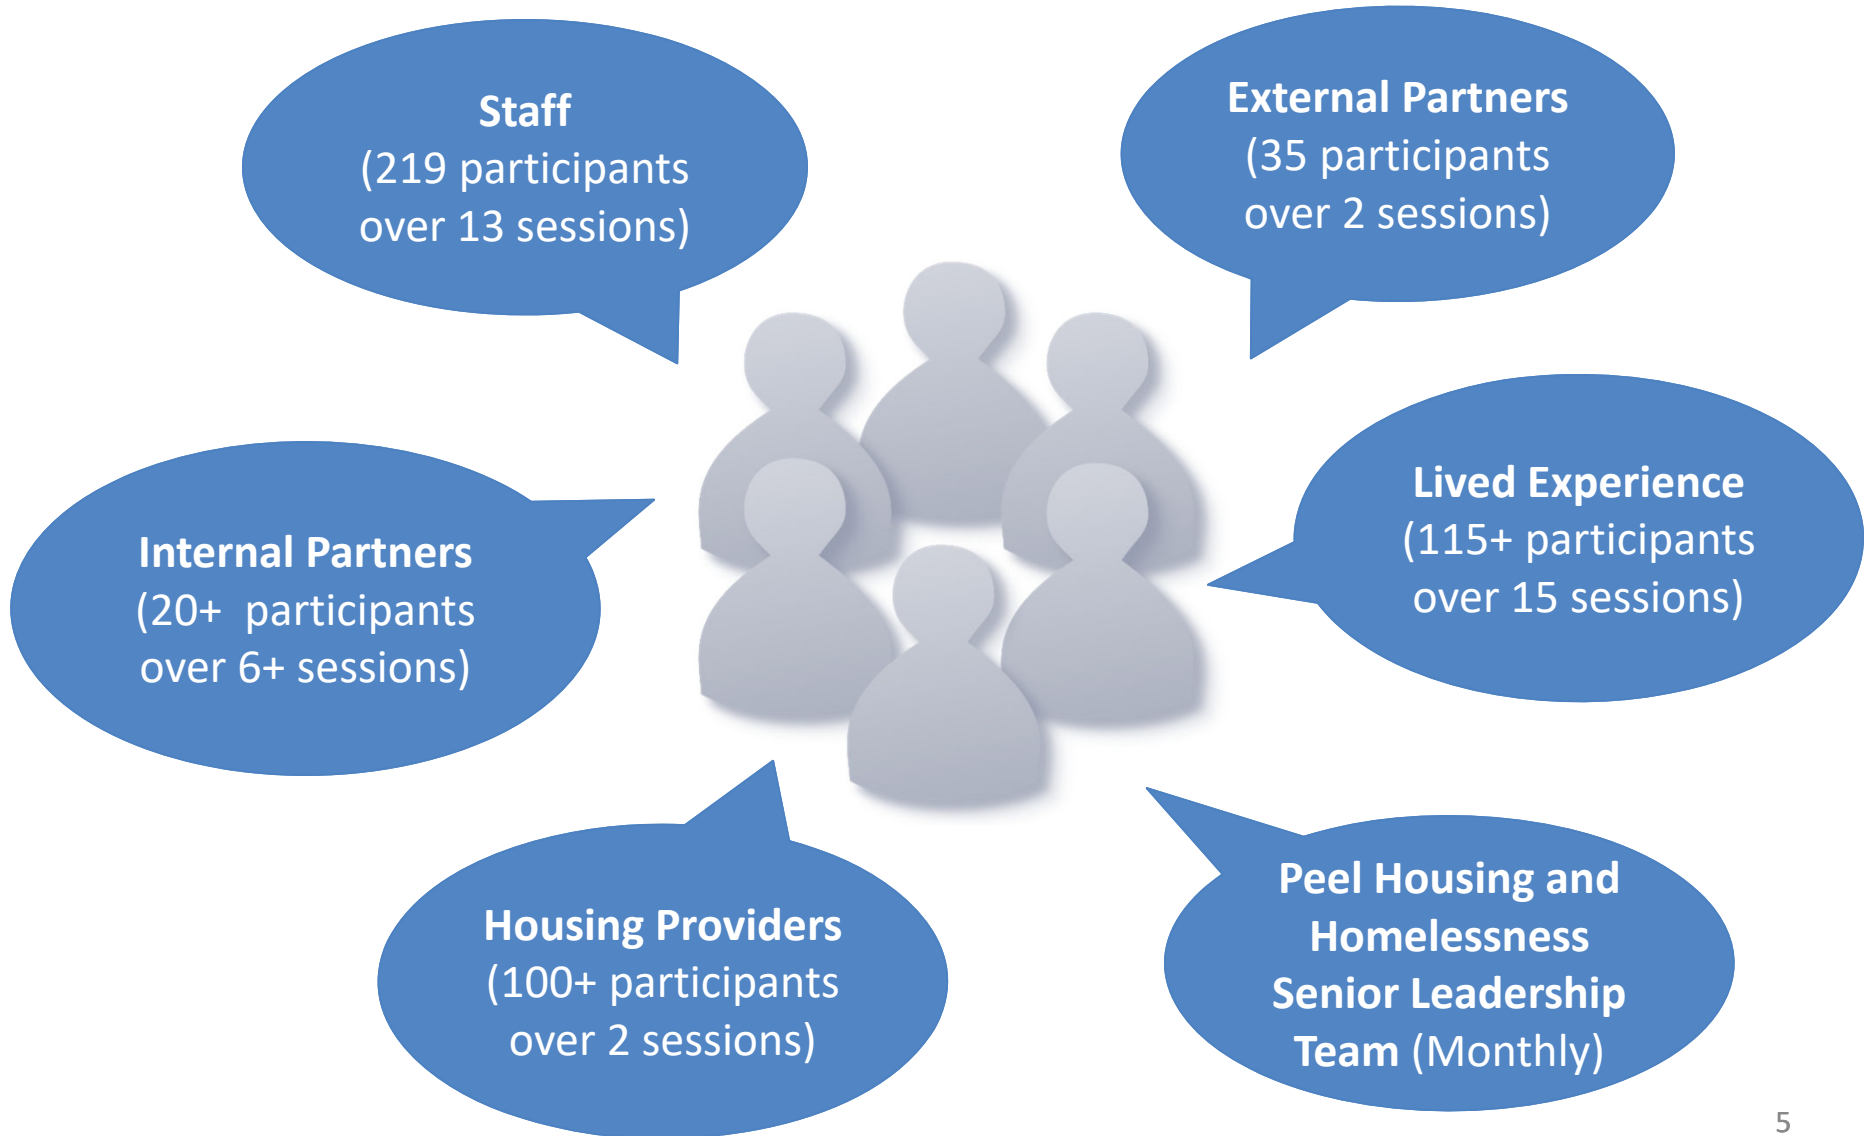 Staff
(219 participants
over 13 sessions)
External Partners
(35 participants
over 2 sessions)
Internal Partners
(20+  participants
over 6+ sessions)
Lived Experience
(115+ participants
over 15 sessions)
Housing Providers
(100+ participants
over 2 sessions)
Peel Housing and
Homelessness
Senior Leadership
Team (Monthly)
5